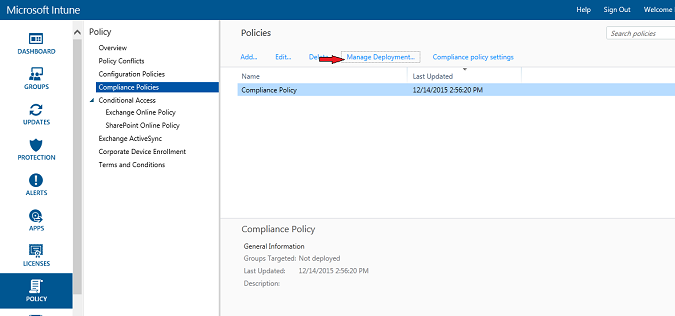 Microsoft Intune
Help Sign Out Welcome
DASHBOARD
GROUPS
UPDATES
PROTECTION
ALERTS
APPS
LICENSES
POLICY
Policy
Overview
Policy Conflicts
Configuration Policies
Compliance Policies
Conditional Access
Exchange Online Policy
SharePoint Online Policy
Exchange ActiveSync
Corporate Device Enrollment
Terms and Conditions
Policies
Search policies
Add... Edit... Delete Manage Deployment... Compliance policy settings
Name Last Updated
Compliance Policy 12/14/2015 2:56:20 PM
Compliance Policy
General Information
Groups Targeted: Not deployed
Last Updated: 12/14/2015 2:56:20 PM
Description: